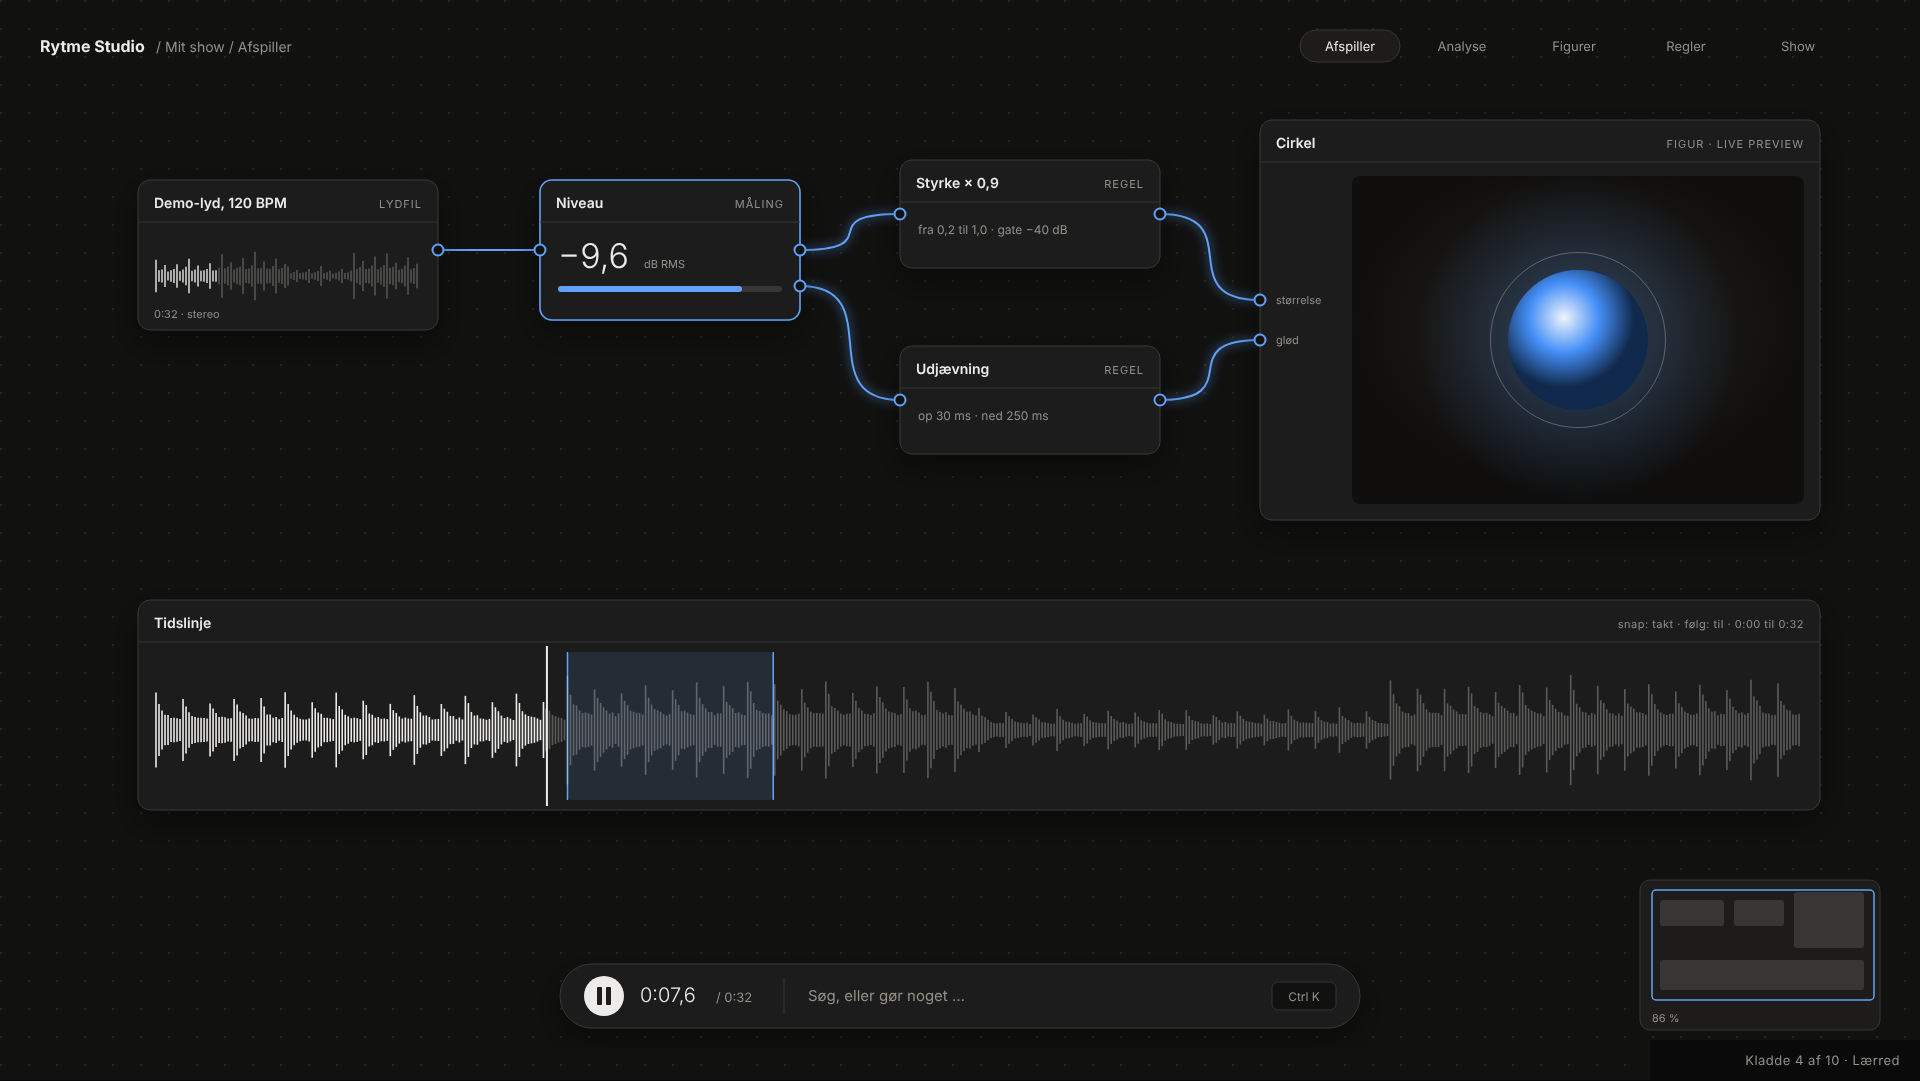 Rytme Studio / Mit show / Afspiller
Afspiller Analyse Figurer Regler Show
Demo-lyd, 120 BPM LYDFIL
0:32 · stereo
Niveau MÅLING
−9,6 dB RMS
Styrke × 0,9 REGEL
fra 0,2 til 1,0 · gate −40 dB
Udjævning REGEL
op 30 ms · ned 250 ms
Cirkel FIGUR · LIVE PREVIEW
størrelse
glød
Tidslinje snap: takt · følg: til · 0:00 til 0:32
0:07,6 / 0:32 Søg, eller gør noget ... Ctrl K
86 %
Kladde 4 af 10 · Lærred